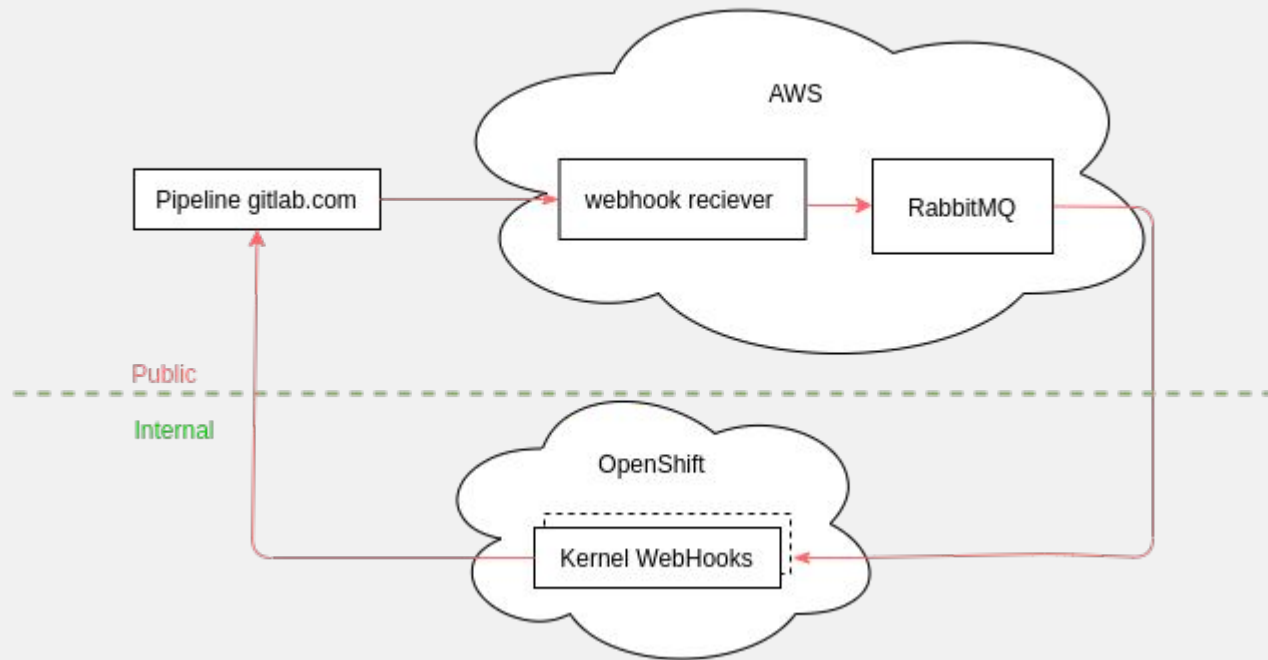 AWS
Pipeline gitlab.com
webhook reciever
RabbitMQ
Public
Internal
OpenShift
Kernel WebHooks